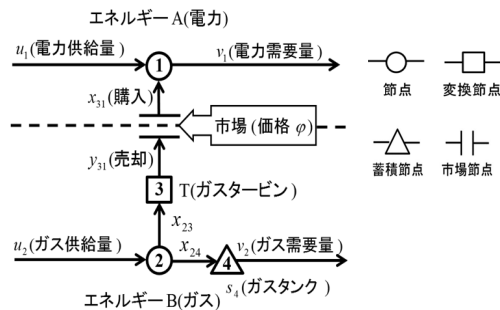 エネルギーA(電力)
u₁(電力供給量)
v₁(電力需要量)
1
x₃₁(購入)
市場(価格 φ)
y₃₁(売却)
3
T(ガスタービン)
x₂₃
u₂(ガス供給量)
x₂₄
v₂(ガス需要量)
2
4
s₄(ガスタンク)
エネルギーB(ガス)
節点
変換節点
蓄積節点
市場節点